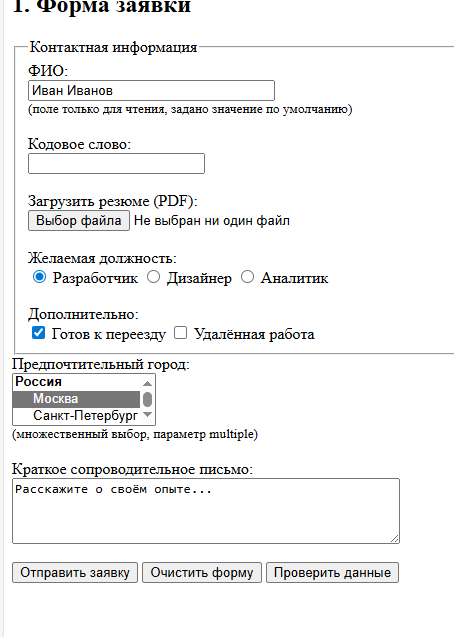 1. Форма заявки
Контактная информация
ФИО:
Иван Иванов
(поле только для чтения, задано значение по умолчанию)
Кодовое слово:
Загрузить резюме (PDF):
Выбор файла Не выбран ни один файл
Желаемая должность:
Разработчик Дизайнер Аналитик
Дополнительно:
Готов к переезду Удалённая работа
Предпочтительный город:
Россия
Москва
Санкт-Петербург
(множественный выбор, параметр multiple)
Краткое сопроводительное письмо:
Расскажите о своём опыте...
Отправить заявку Очистить форму Проверить данные